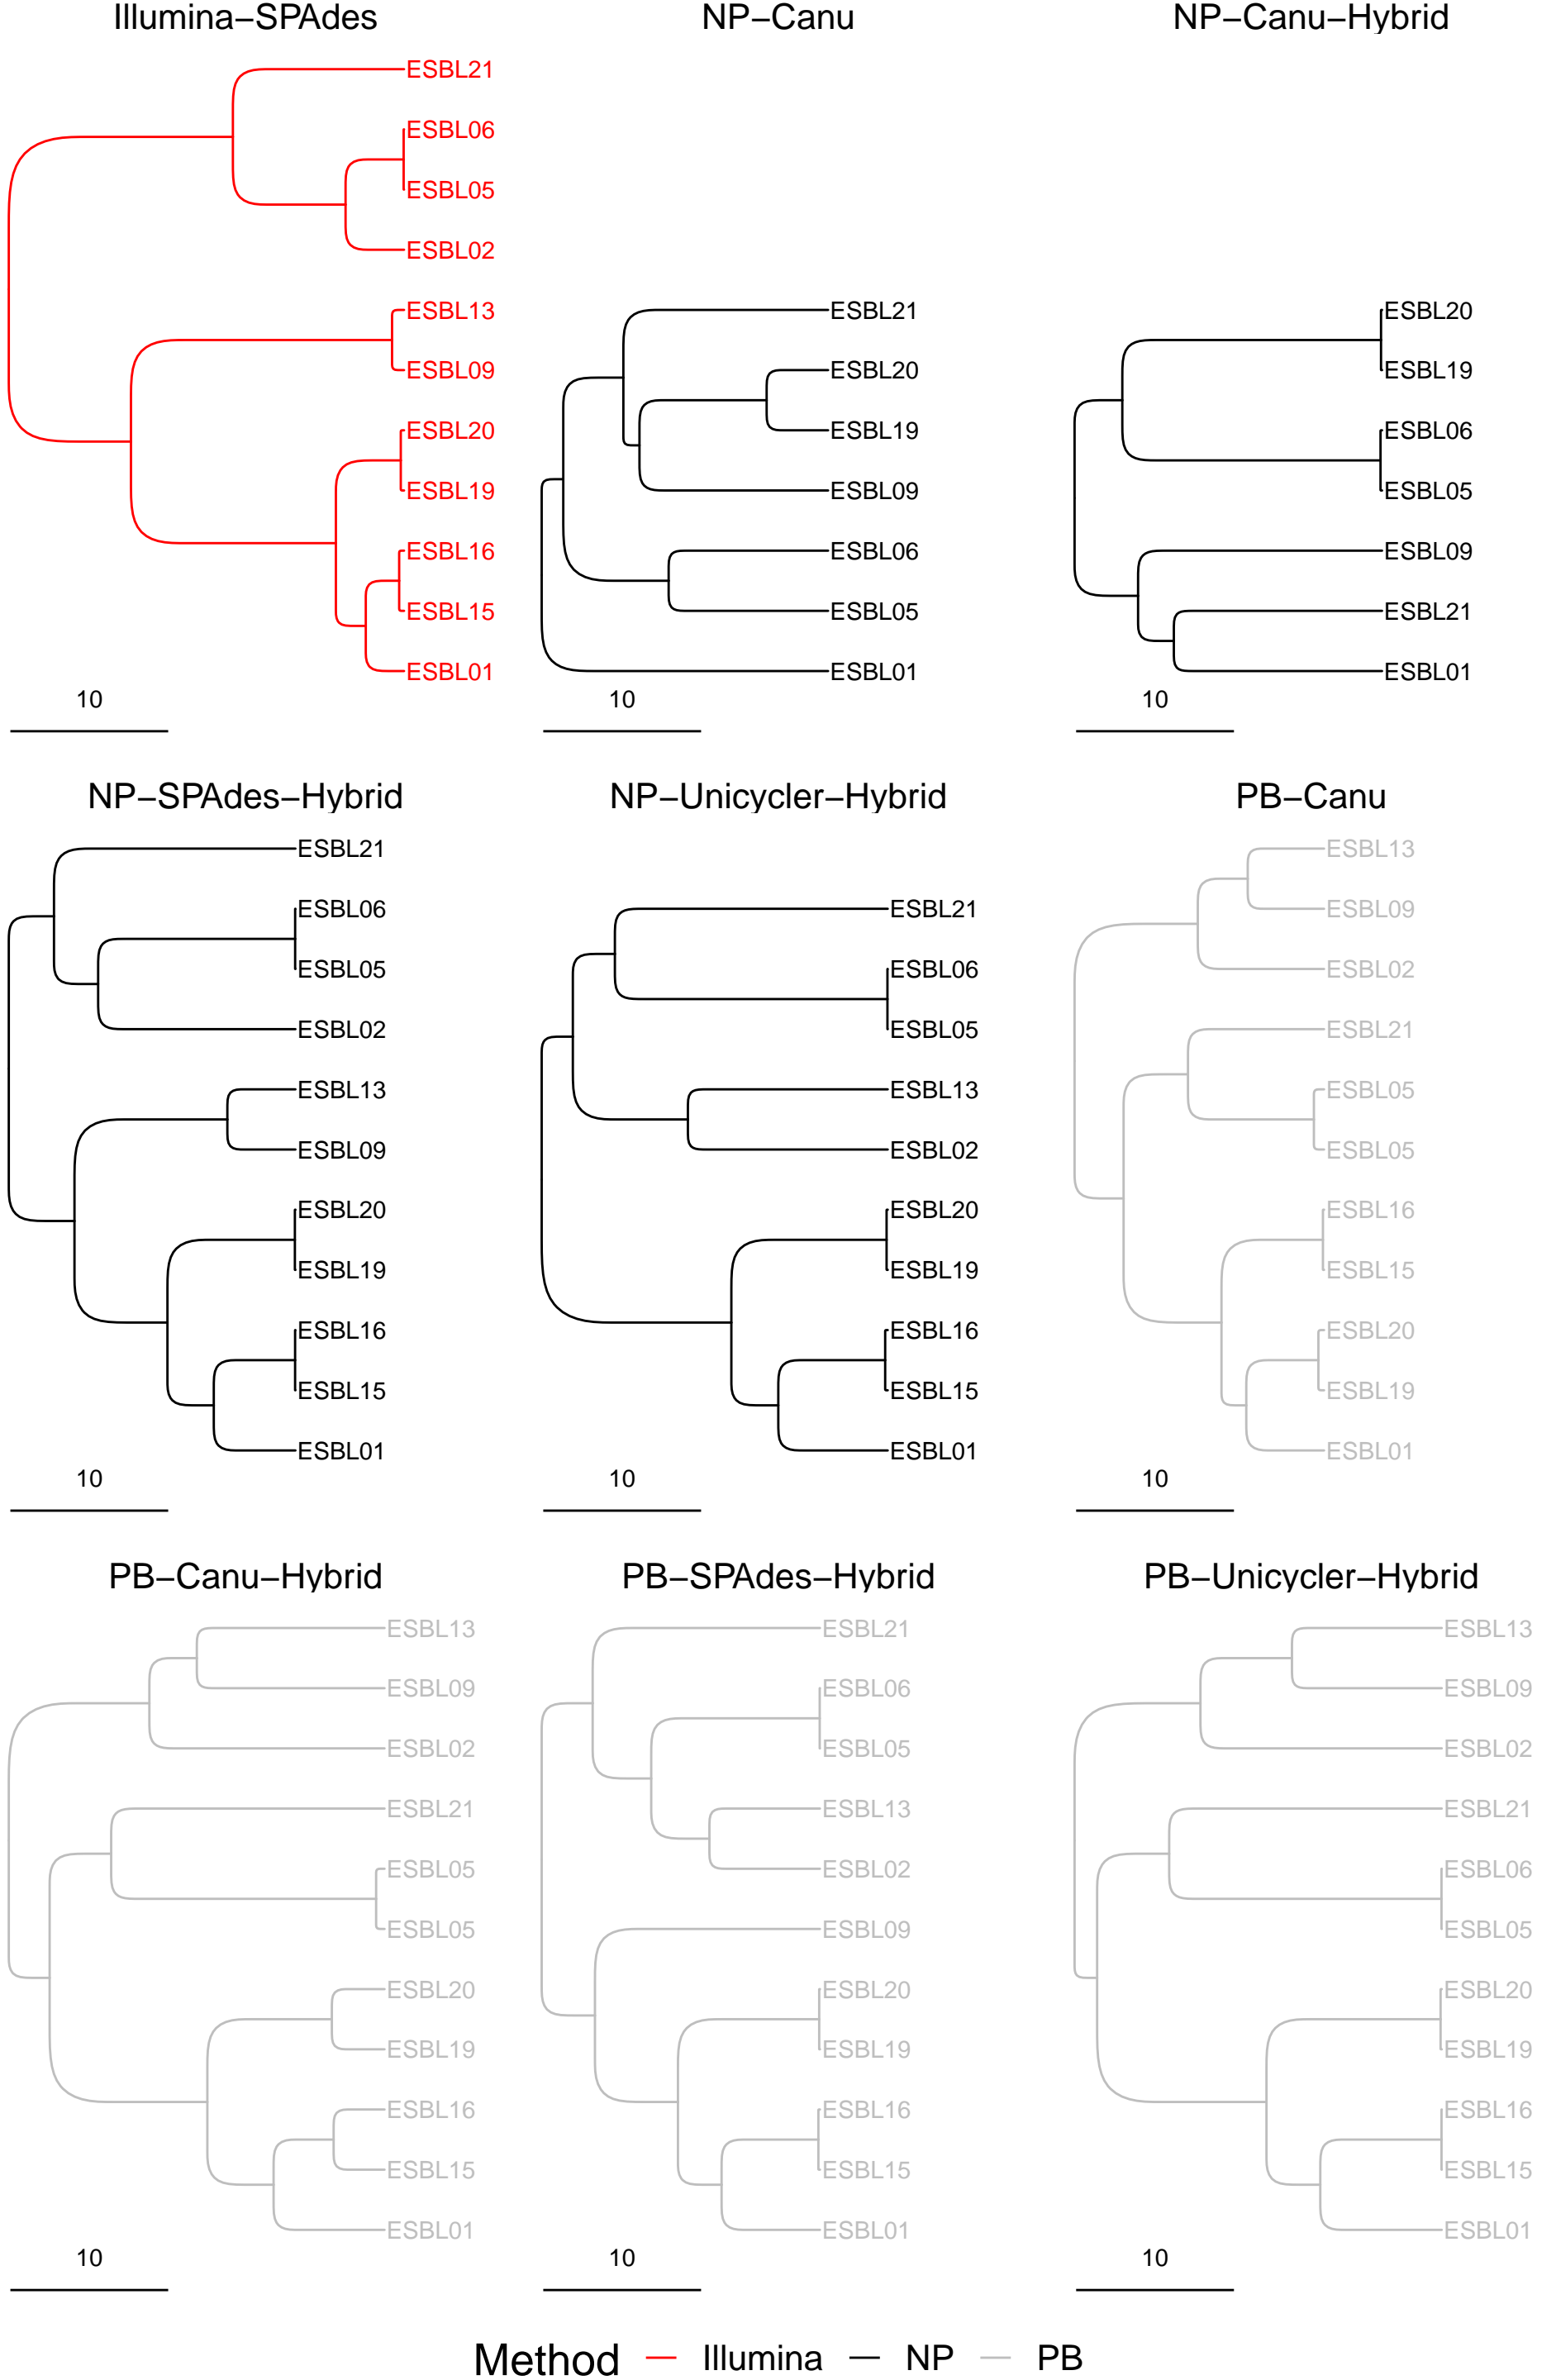 Illumina–SPAdes
ESBL21
ESBL06
ESBL05
ESBL02
ESBL13
ESBL09
ESBL20
ESBL19
ESBL16
ESBL15
ESBL01
10
NP–Canu
ESBL21
ESBL20
ESBL19
ESBL09
ESBL06
ESBL05
ESBL01
10
NP–Canu–Hybrid
ESBL20
ESBL19
ESBL06
ESBL05
ESBL09
ESBL21
ESBL01
10
NP–SPAdes–Hybrid
ESBL21
ESBL06
ESBL05
ESBL02
ESBL13
ESBL09
ESBL20
ESBL19
ESBL16
ESBL15
ESBL01
10
NP–Unicycler–Hybrid
ESBL21
ESBL06
ESBL05
ESBL13
ESBL02
ESBL20
ESBL19
ESBL16
ESBL15
ESBL01
10
PB–Canu
ESBL13
ESBL09
ESBL02
ESBL21
ESBL05
ESBL05
ESBL16
ESBL15
ESBL20
ESBL19
ESBL01
10
PB–Canu–Hybrid
ESBL13
ESBL09
ESBL02
ESBL21
ESBL05
ESBL05
ESBL20
ESBL19
ESBL16
ESBL15
ESBL01
10
PB–SPAdes–Hybrid
ESBL21
ESBL06
ESBL05
ESBL13
ESBL02
ESBL09
ESBL20
ESBL19
ESBL16
ESBL15
ESBL01
10
PB–Unicycler–Hybrid
ESBL13
ESBL09
ESBL02
ESBL21
ESBL06
ESBL05
ESBL20
ESBL19
ESBL16
ESBL15
ESBL01
10
Method Illumina NP PB